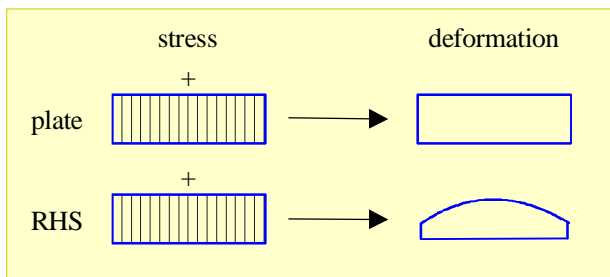 stress deformation
+
plate
+
RHS